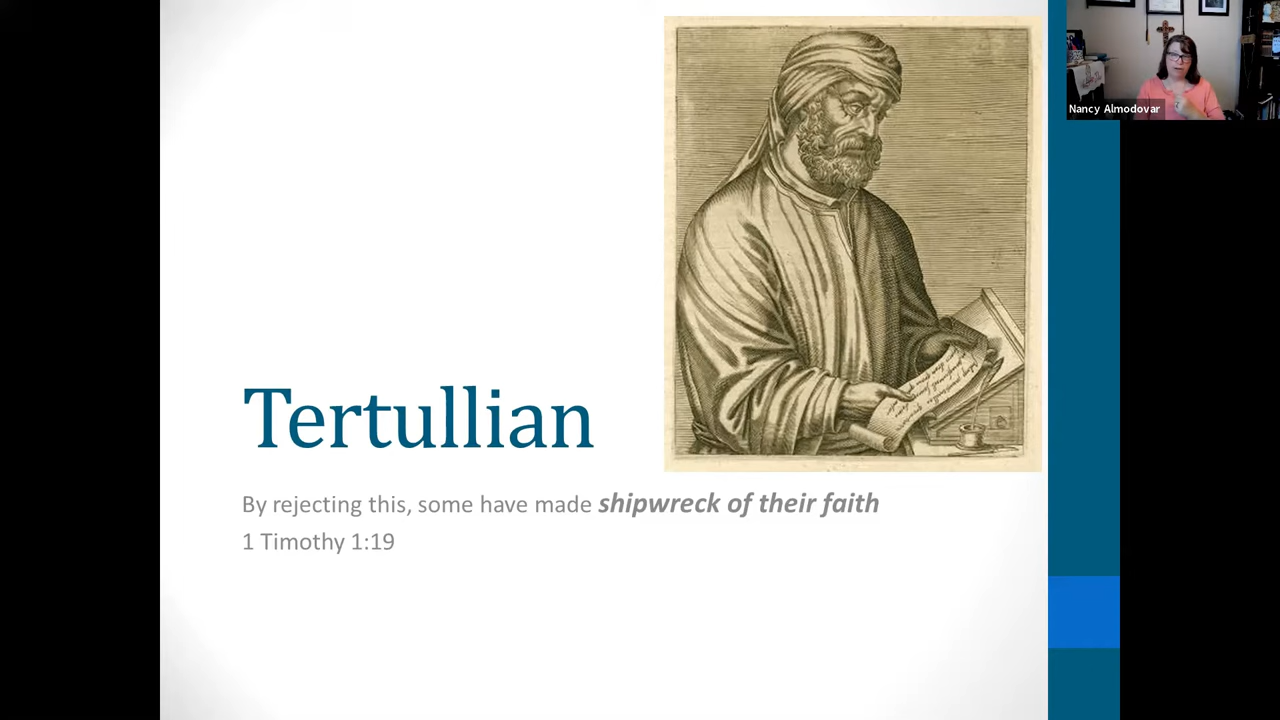 Nancy Almodovar
Tertullian
By rejecting this, some have made shipwreck of their faith
1 Timothy 1:19